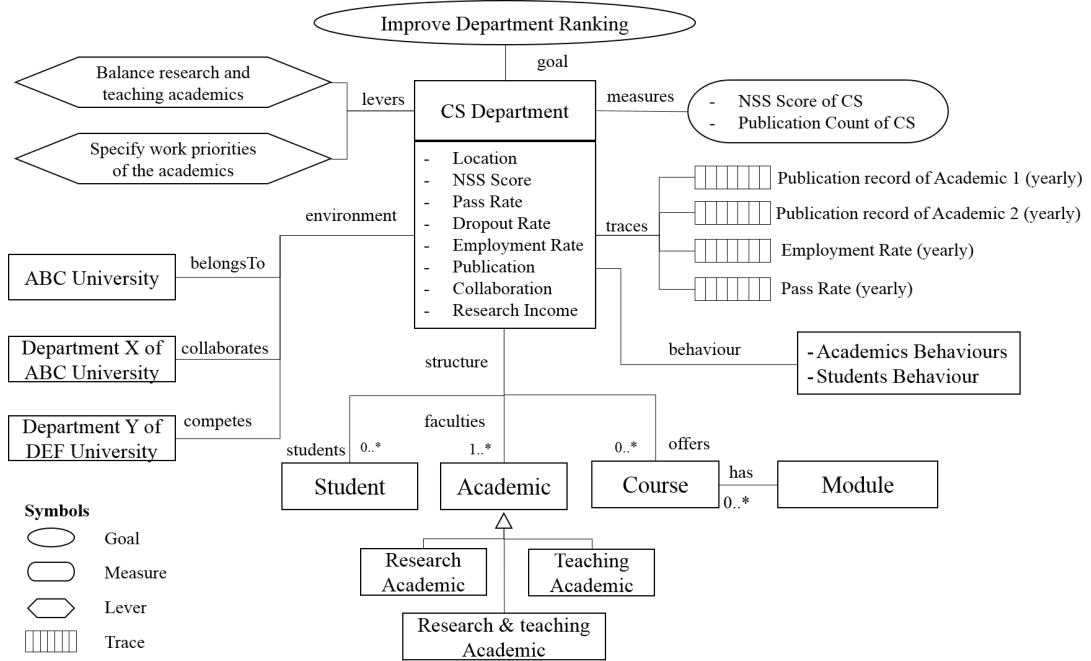 Improve Department Ranking
goal
Balance research and
teaching academics
levers
CS Department
measures
- NSS Score of CS
- Publication Count of CS
Specify work priorities
of the academics
- Location
- NSS Score
- Pass Rate
- Dropout Rate
- Employment Rate
- Publication
- Collaboration
- Research Income
traces
Publication record of Academic 1 (yearly)
Publication record of Academic 2 (yearly)
Employment Rate (yearly)
Pass Rate (yearly)
environment
belongsTo
ABC University
collaborates
Department X of
ABC University
competes
Department Y of
DEF University
structure
behaviour
- Academics Behaviours
- Students Behaviour
faculties
students
0..*
1..*
0..*
offers
Student
Academic
Course
has
0..*
Module
Research
Academic
Teaching
Academic
Research & teaching
Academic
Symbols
Goal
Measure
Lever
Trace